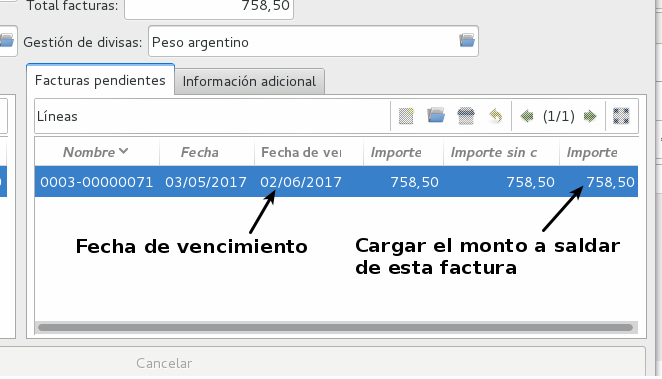 Total facturas: 758,50
Gestión de divisas: Peso argentino
Facturas pendientes Información adicional
Líneas (1/1)
Nombre Fecha Fecha de ver Importe Importe sin c Importe
0003-00000071 03/05/2017 02/06/2017 758,50 758,50 758,50
Fecha de vencimiento
Cargar el monto a saldar
de esta factura
Cancelar